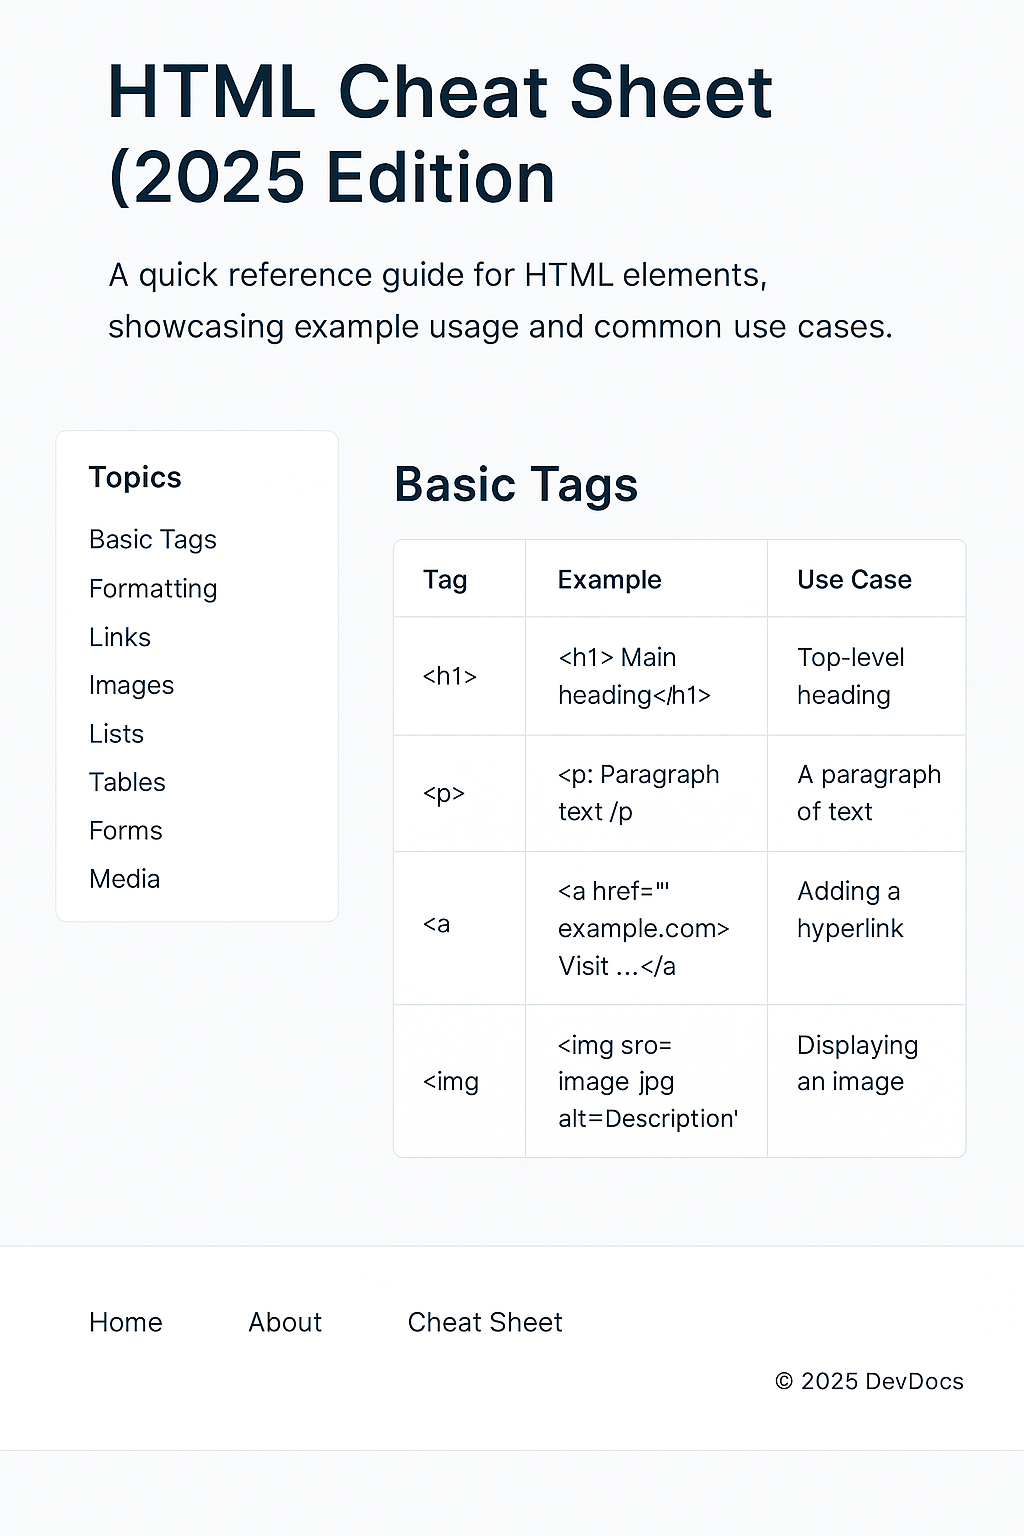 HTML Cheat Sheet
(2025 Edition
A quick reference guide for HTML elements,
showcasing example usage and common use cases.
Topics
Basic Tags
Formatting
Links
Images
Lists
Tables
Forms
Media
Basic Tags
Tag
Example
Use Case
<h1>
<h1> Main
heading</h1>
Top-level
heading
<p>
<p: Paragraph
text /p
A paragraph
of text
<a
<a href="'
example.com>
Visit ...</a
Adding a
hyperlink
<img
<img sro=
image jpg
alt=Description'
Displaying
an image
Home
About
Cheat Sheet
© 2025 DevDocs